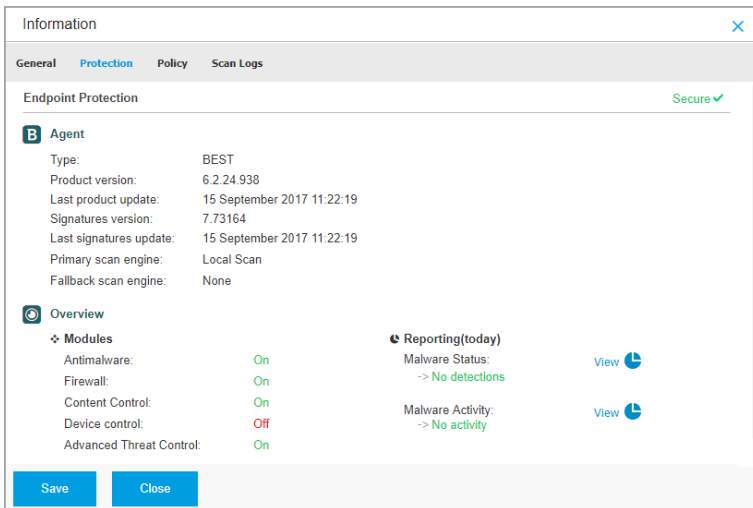 Information
General Protection Policy Scan Logs
Endpoint Protection Secure
B Agent
Type: BEST
Product version: 6.2.24.938
Last product update: 15 September 2017 11:22:19
Signatures version: 7.73164
Last signatures update: 15 September 2017 11:22:19
Primary scan engine: Local Scan
Fallback scan engine: None
Overview
Modules
Antimalware: On
Firewall: On
Content Control: On
Device control: Off
Advanced Threat Control: On
Reporting(today)
Malware Status: View
-> No detections
Malware Activity: View
-> No activity
Save Close